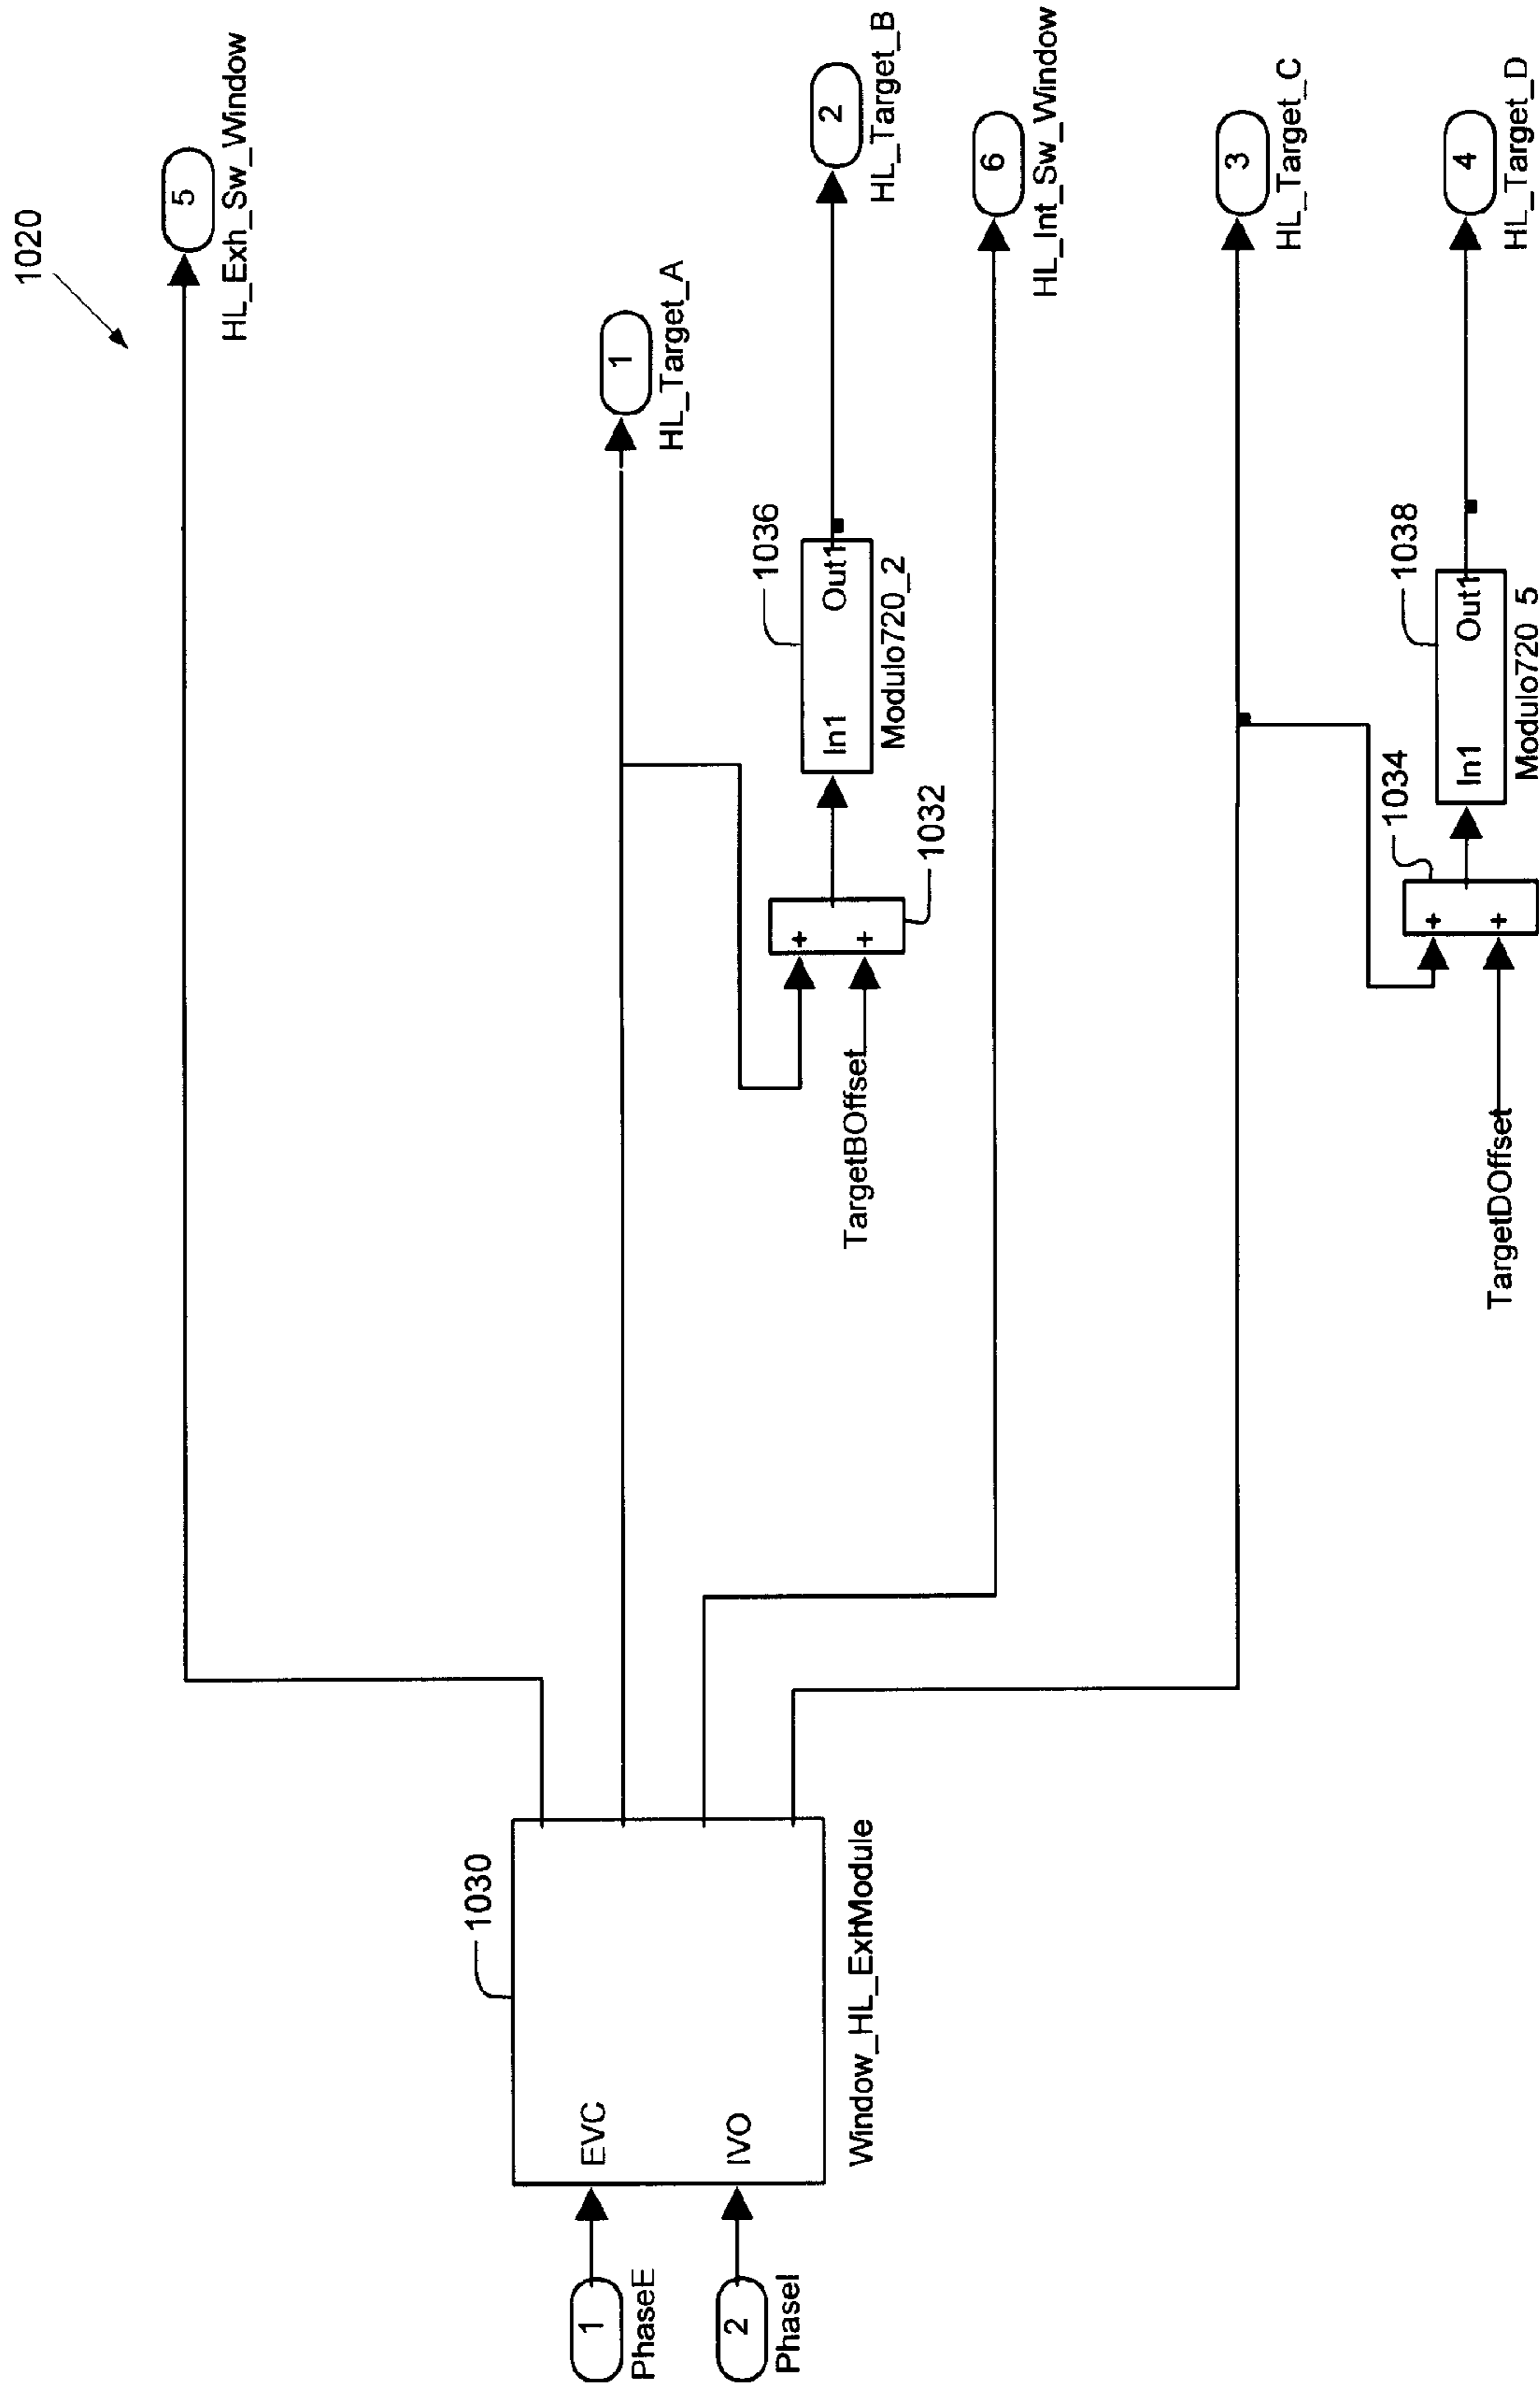 1020
5
HL_Exh_Sw_Window
1
HL_Target_A
1036
In1 Out1
Modulo720_2
2
HL_Target_B
+
+
1032
TargetBOffset
6
HL_Int_Sw_Window
1030
1
PhaseE
EVC
2
PhaseI
IVO
Window_HL_ExhModule
3
HL_Target_C
1034
+
+
TargetDOffset
1038
In1 Out1
Modulo720_5
4
HL_Target_D